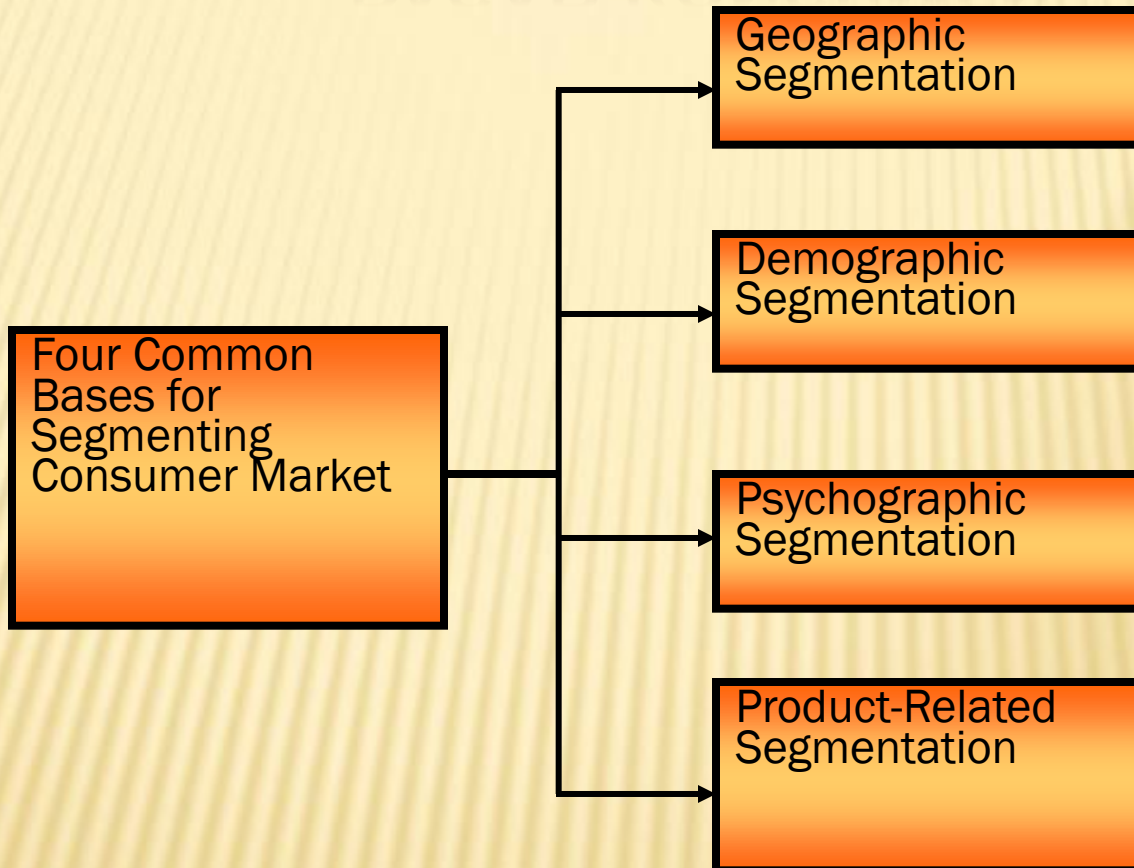 Geographic
Segmentation
Demographic
Segmentation
Four Common
Bases for
Segmenting
Consumer Market
Psychographic
Segmentation
Product-Related
Segmentation